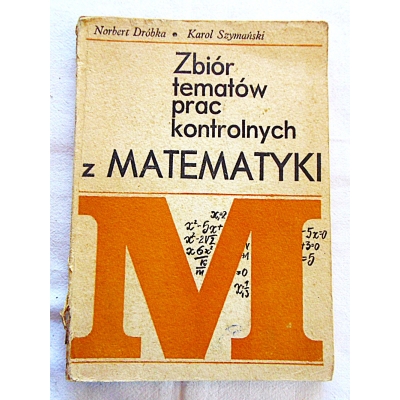 Norbert Dróbka • Karol Szymański
Zbiór
tematów
prac
kontrolnych
z MATEMATYKI
M